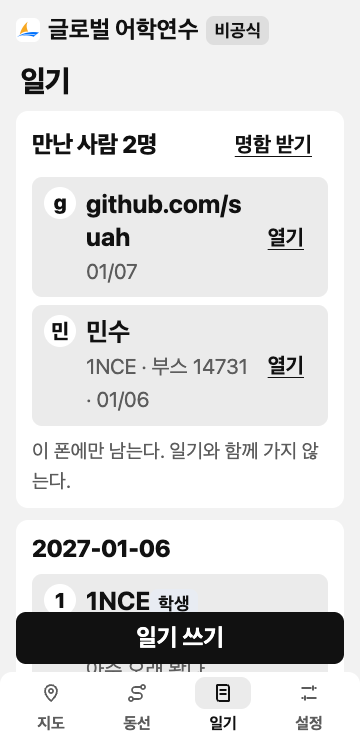 글로벌 어학연수 비공식
일기
만난 사람 2명 명함 받기
g github.com/s
uah
열기
01/07
민 민수
1NCE · 부스 14731 열기
· 01/06
이 폰에만 남는다. 일기와 함께 가지 않
는다.
2027-01-06
1 1NCE 학생
일기 쓰기
지도 동선 일기 설정